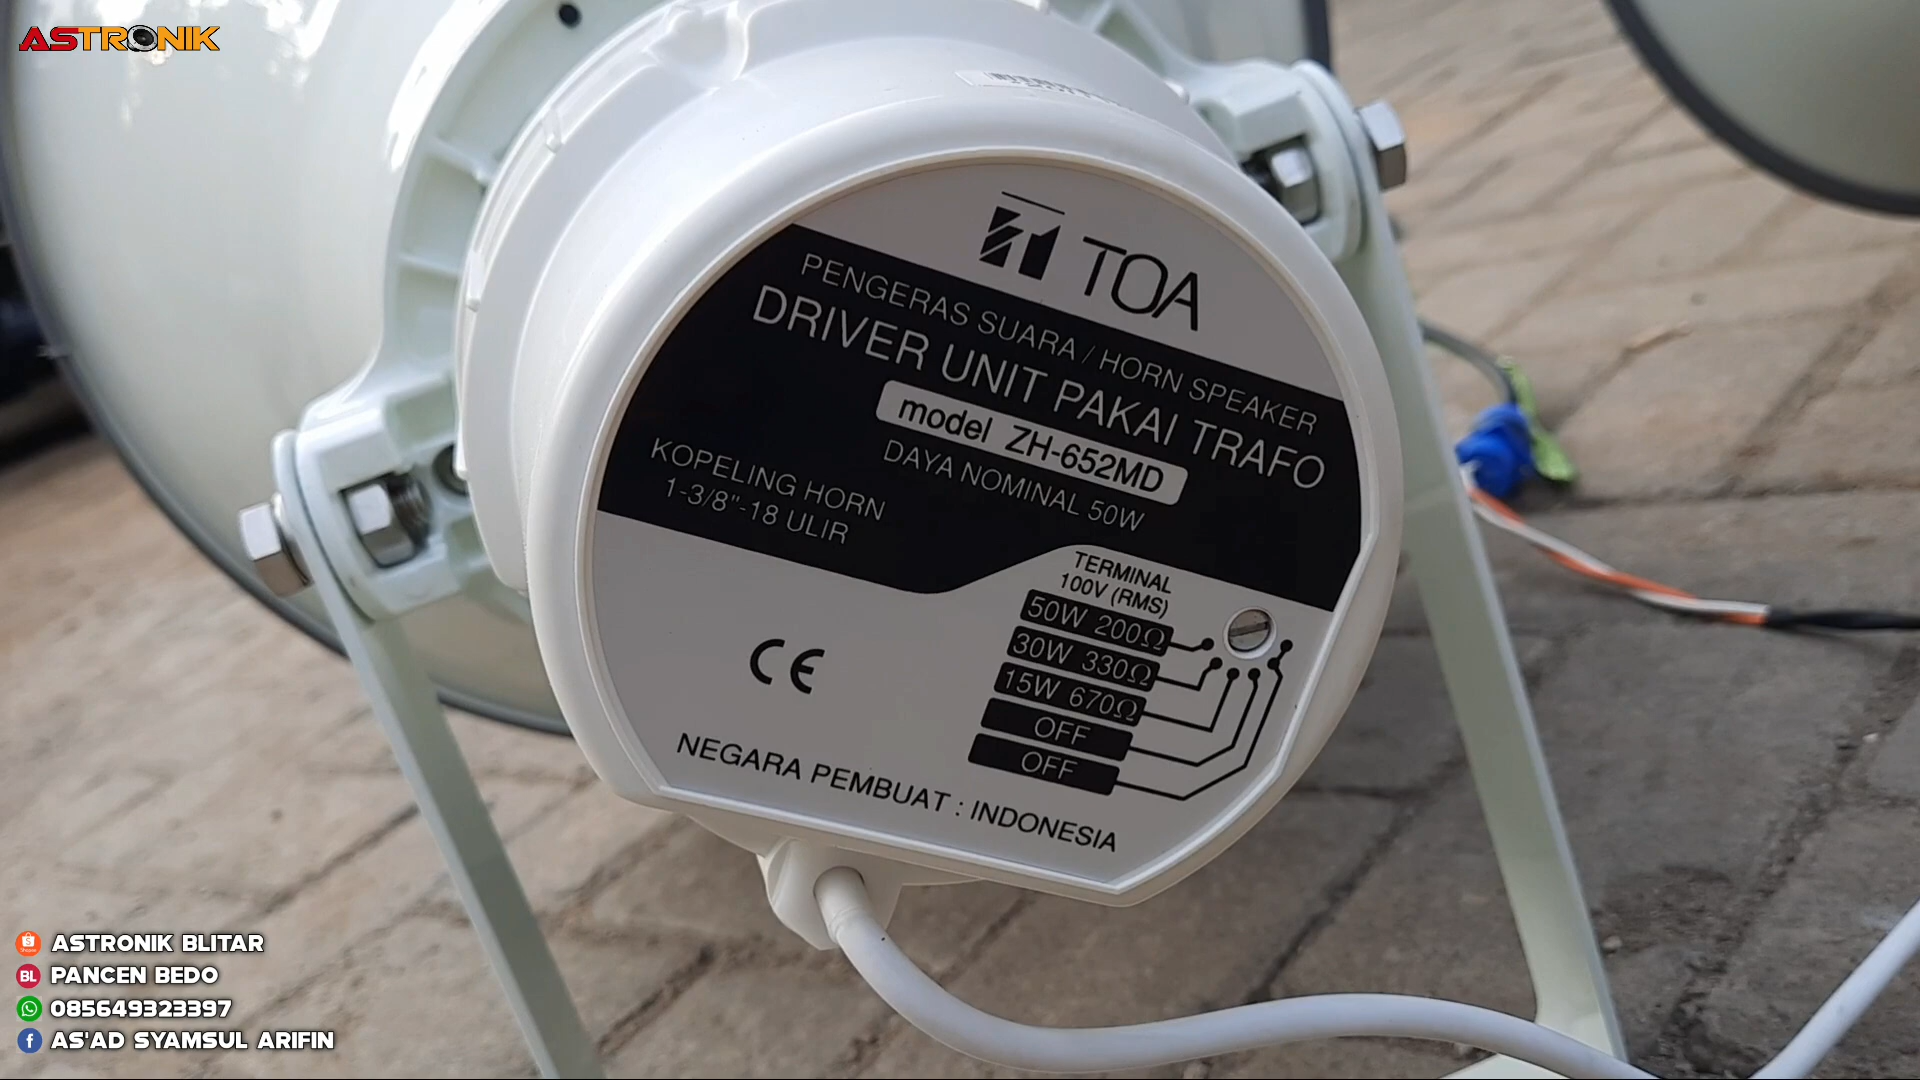 ASTRONIK
TOA
PENGERAS SUARA / HORN SPEAKER
DRIVER UNIT PAKAI TRAFO
model ZH-652MD
DAYA NOMINAL 50W
KOPELING HORN
1-3/8"-18 ULIR
TERMINAL
100V (RMS)
50W 200Ω
30W 330Ω
15W 670Ω
OFF
OFF
CE
NEGARA PEMBUAT : INDONESIA
ASTRONIK BLITAR
BL PANCEN BEDO
085649323397
f AS'AD SYAMSUL ARIFIN